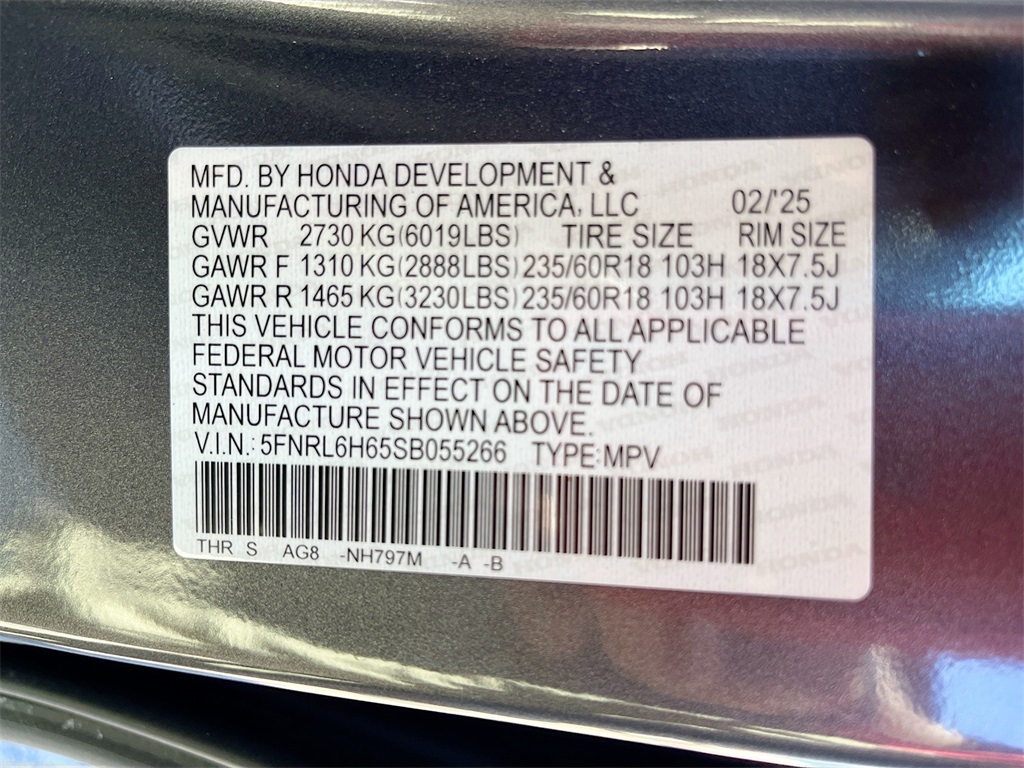 MFD. BY HONDA DEVELOPMENT &
MANUFACTURING OF AMERICA, LLC 02/'25
GVWR 2730 KG(6019LBS) TIRE SIZE RIM SIZE
GAWR F 1310 KG(2888LBS) 235/60R18 103H 18X7.5J
GAWR R 1465 KG(3230LBS) 235/60R18 103H 18X7.5J
THIS VEHICLE CONFORMS TO ALL APPLICABLE
FEDERAL MOTOR VEHICLE SAFETY
STANDARDS IN EFFECT ON THE DATE OF
MANUFACTURE SHOWN ABOVE.
V.I.N.: 5FNRL6H65SB055266 TYPE:MPV
THR S AG8 -NH797M -A -B